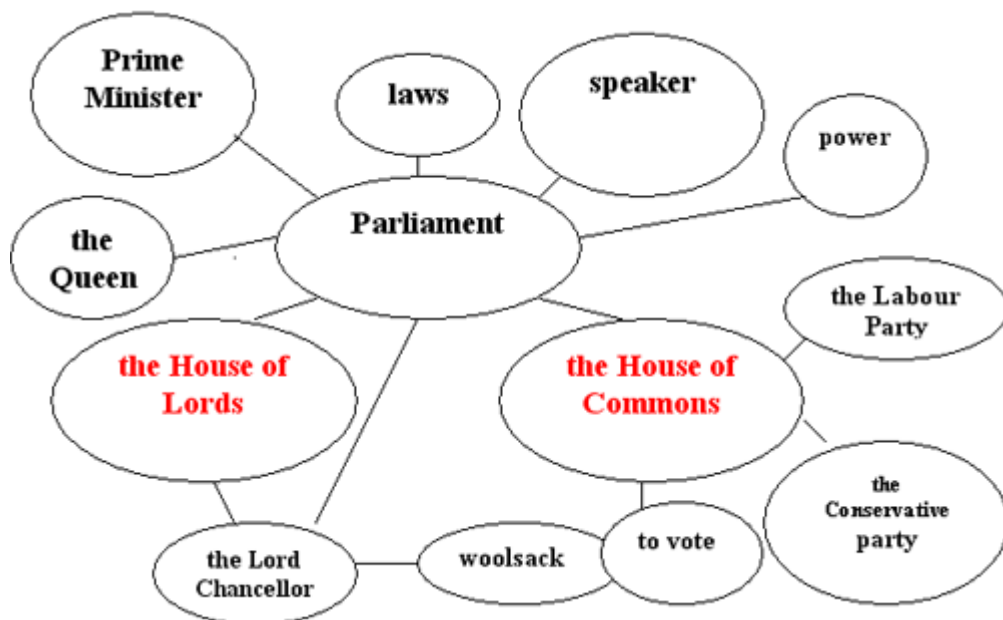 Prime
Minister
laws
speaker
power
the
Queen
Parliament
the Labour
Party
the House of
Lords
the House of
Commons
the
Conservative
party
the Lord
Chancellor
woolsack
to vote